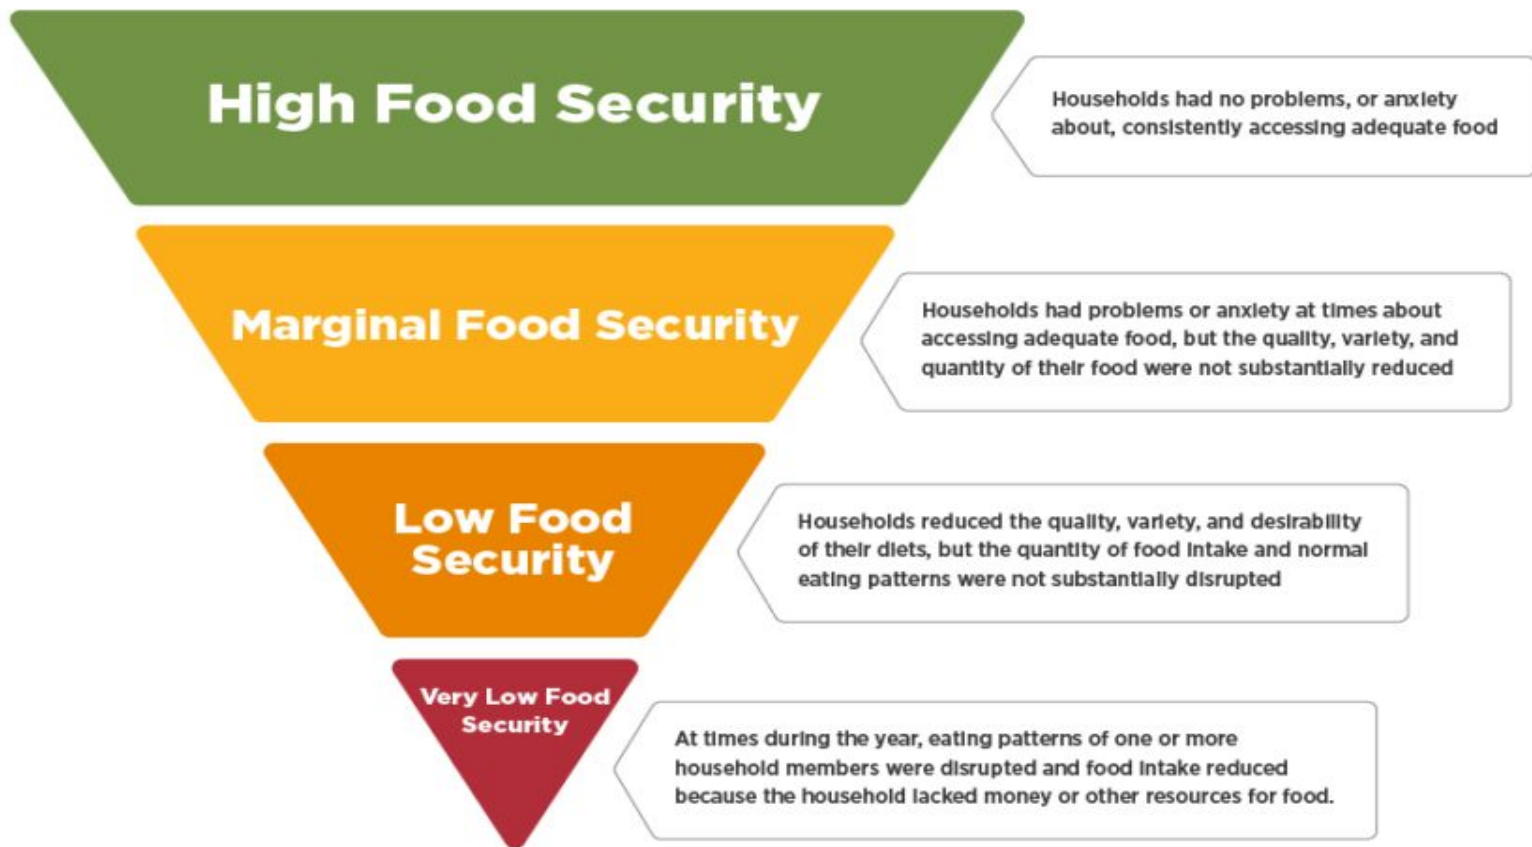 High Food Security
Households had no problems, or anxiety
about, consistently accessing adequate food
Marginal Food Security
Households had problems or anxiety at times about
accessing adequate food, but the quality, variety, and
quantity of their food were not substantially reduced
Low Food
Security
Households reduced the quality, variety, and desirability
of their diets, but the quantity of food intake and normal
eating patterns were not substantially disrupted
Very Low Food
Security
At times during the year, eating patterns of one or more
household members were disrupted and food intake reduced
because the household lacked money or other resources for food.